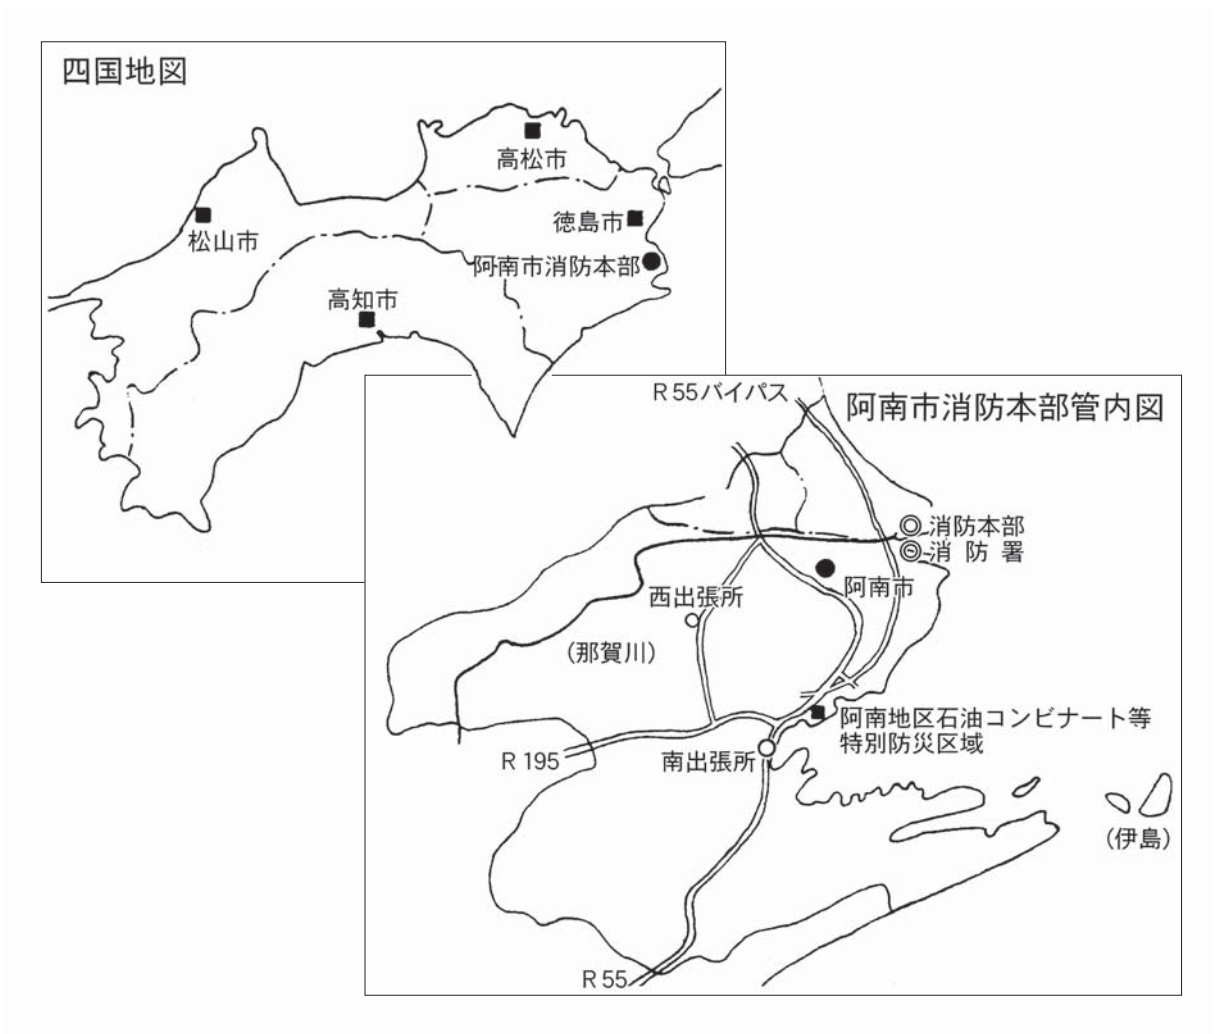 四国地図
高松市
徳島市
松山市
阿南市消防本部
高知市
R 55バイパス
阿南市消防本部管内図
消防本部
消 防 署
阿南市
西出張所
(那賀川)
阿南地区石油コンビナート等
特別防災区域
R 195
南出張所
(伊島)
R 55